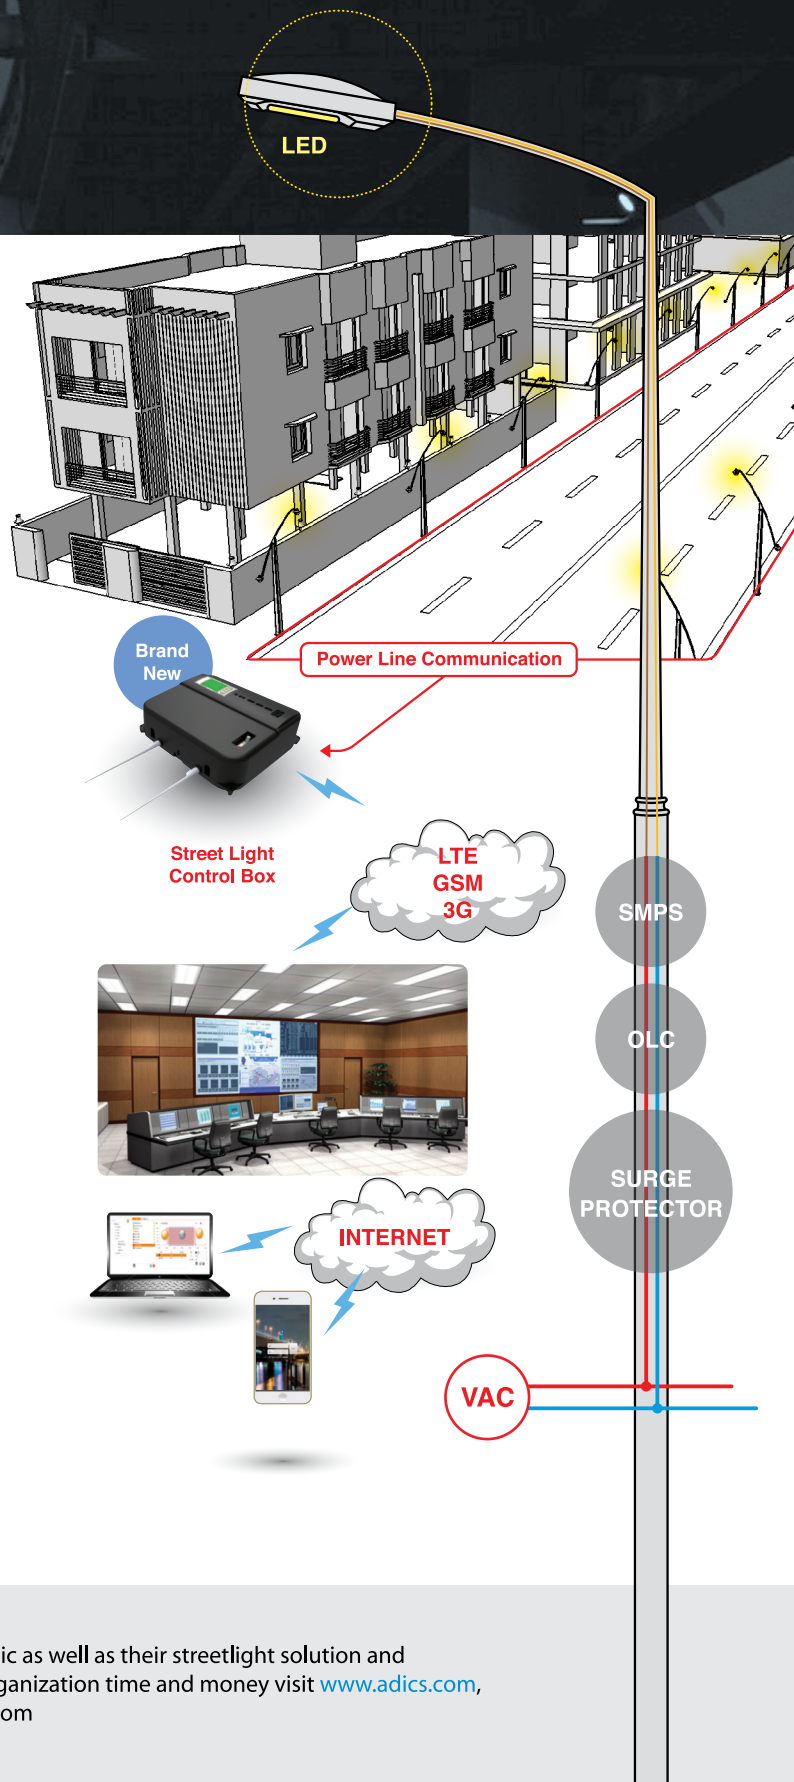 LED
Brand
New
Power Line Communication
Street Light
Control Box
LTE
GSM
3G
SMPS
OLC
SURGE
PROTECTOR
INTERNET
VAC
ic as well as their streetlight solution and
ganization time and money visit www.adics.com,
om